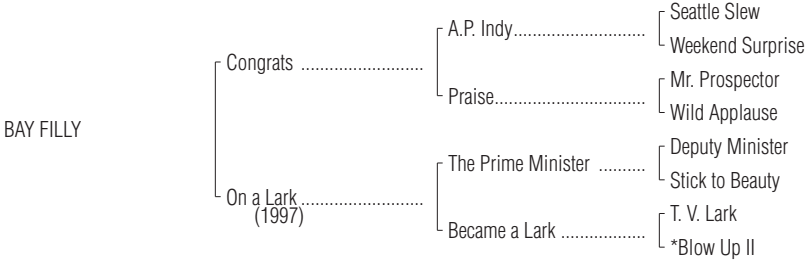 Seattle Slew
A.P. Indy............................
Weekend Surprise
Congrats ..........................
Mr. Prospector
Praise................................
Wild Applause
BAY FILLY
Deputy Minister
The Prime Minister ..........
Stick to Beauty
On a Lark..........................
(1997)
T. V. Lark
Became a Lark ..................
*Blow Up II